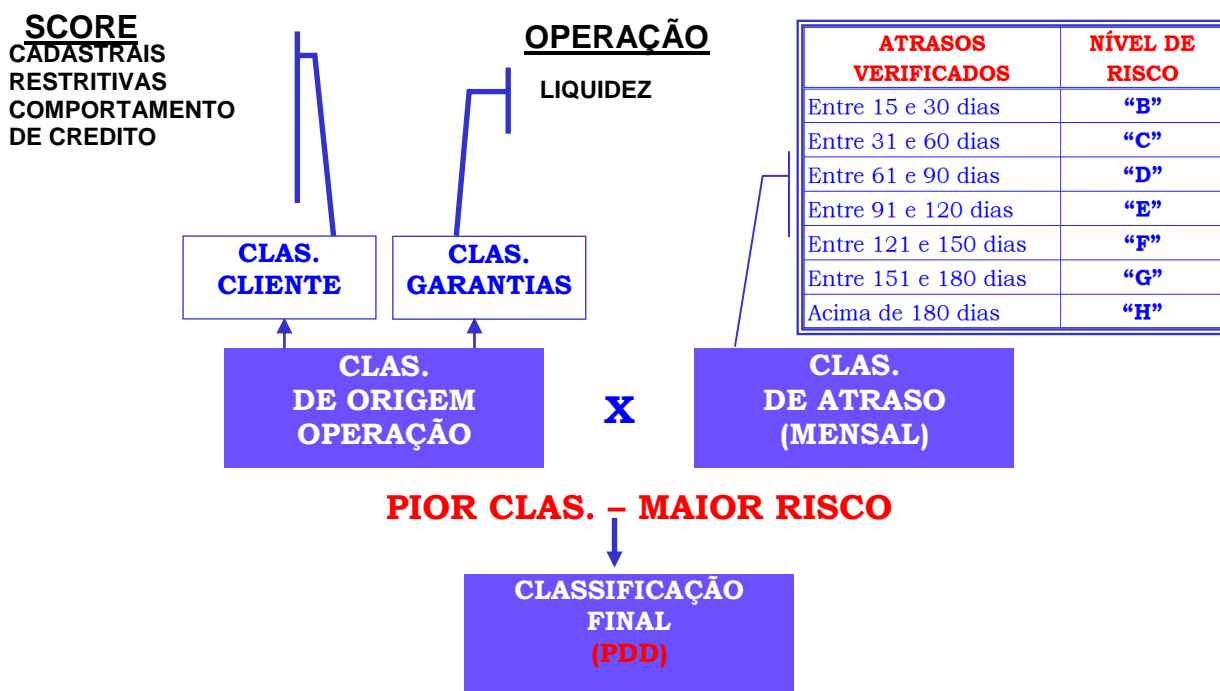 SCORE
CADASTRAIS
RESTRITIVAS
COMPORTAMENTO
DE CREDITO
OPERAÇÃO
LIQUIDEZ
ATRASOS VERIFICADOS NÍVEL DE RISCO
Entre 15 e 30 dias “B”
Entre 31 e 60 dias “C”
Entre 61 e 90 dias “D”
Entre 91 e 120 dias “E”
Entre 121 e 150 dias “F”
Entre 151 e 180 dias “G”
Acima de 180 dias “H”
CLAS.
CLIENTE
CLAS.
GARANTIAS
CLAS.
DE ORIGEM
OPERAÇÃO
X
CLAS.
DE ATRASO
(MENSAL)
PIOR CLAS. – MAIOR RISCO
CLASSIFICAÇÃO
FINAL
(PDD)